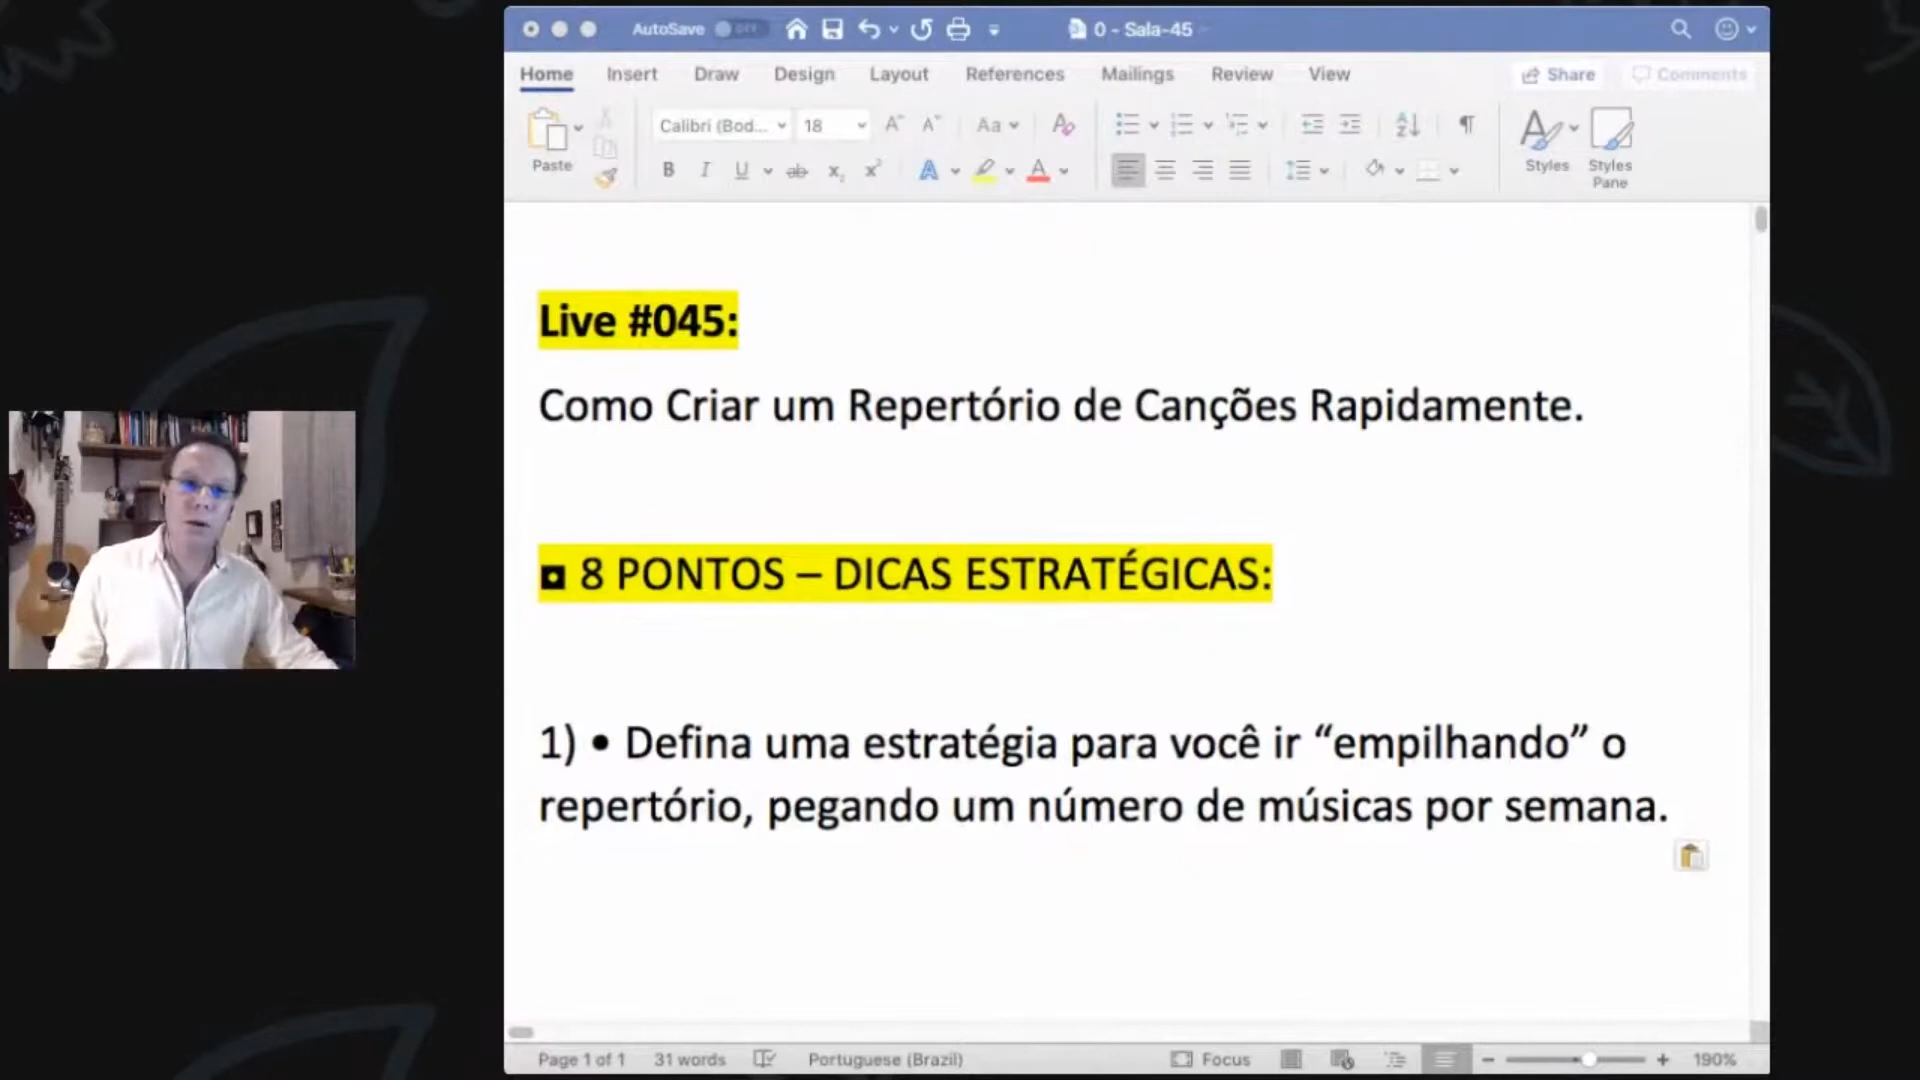 AutoSave OFF
0 - Sala-45
Home Insert Draw Design Layout References Mailings Review View Share Comments
Calibri (Bod... 18
Paste
Styles Styles Pane
Live #045:
Como Criar um Repertório de Canções Rapidamente.
8 PONTOS – DICAS ESTRATÉGICAS:
1) • Defina uma estratégia para você ir “empilhando” o
repertório, pegando um número de músicas por semana.
Page 1 of 1 31 words Portuguese (Brazil) Focus 190%